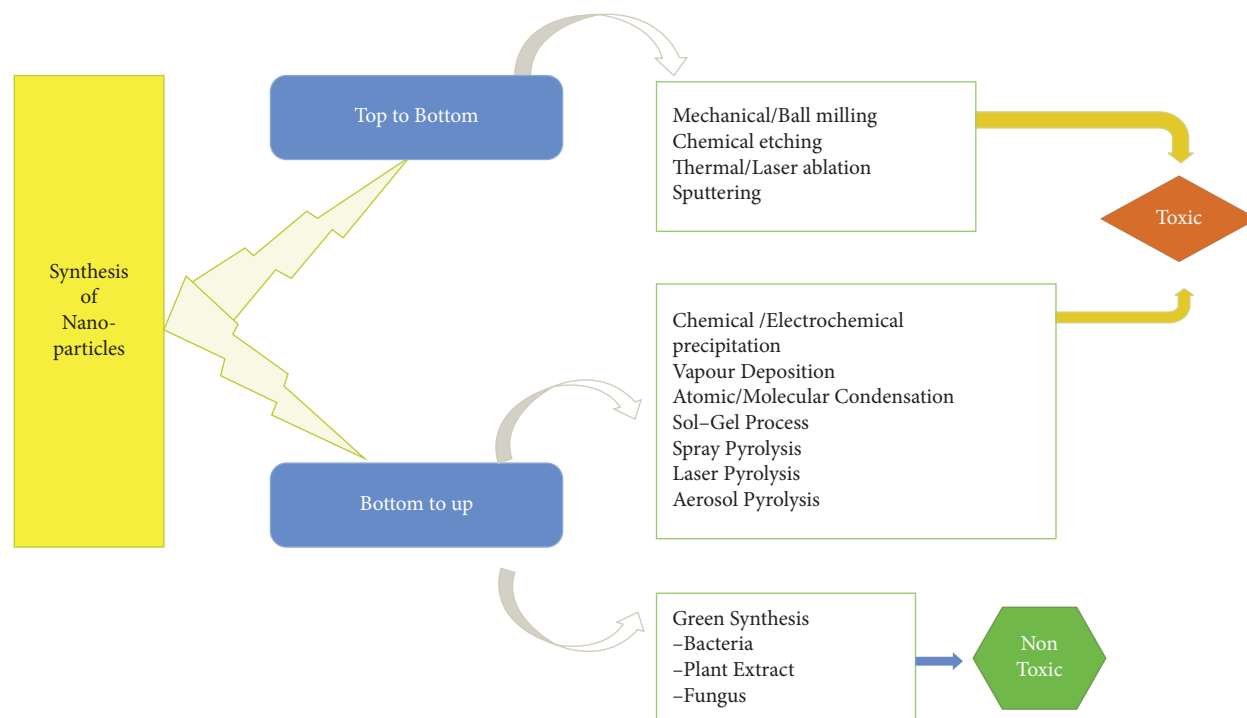 Synthesis
of
Nano-
particles
Top to Bottom
Mechanical/Ball milling
Chemical etching
Thermal/Laser ablation
Sputtering
Toxic
Chemical /Electrochemical
precipitation
Vapour Deposition
Atomic/Molecular Condensation
Sol–Gel Process
Spray Pyrolysis
Laser Pyrolysis
Aerosol Pyrolysis
Bottom to up
Green Synthesis
–Bacteria
–Plant Extract
–Fungus
Non
Toxic